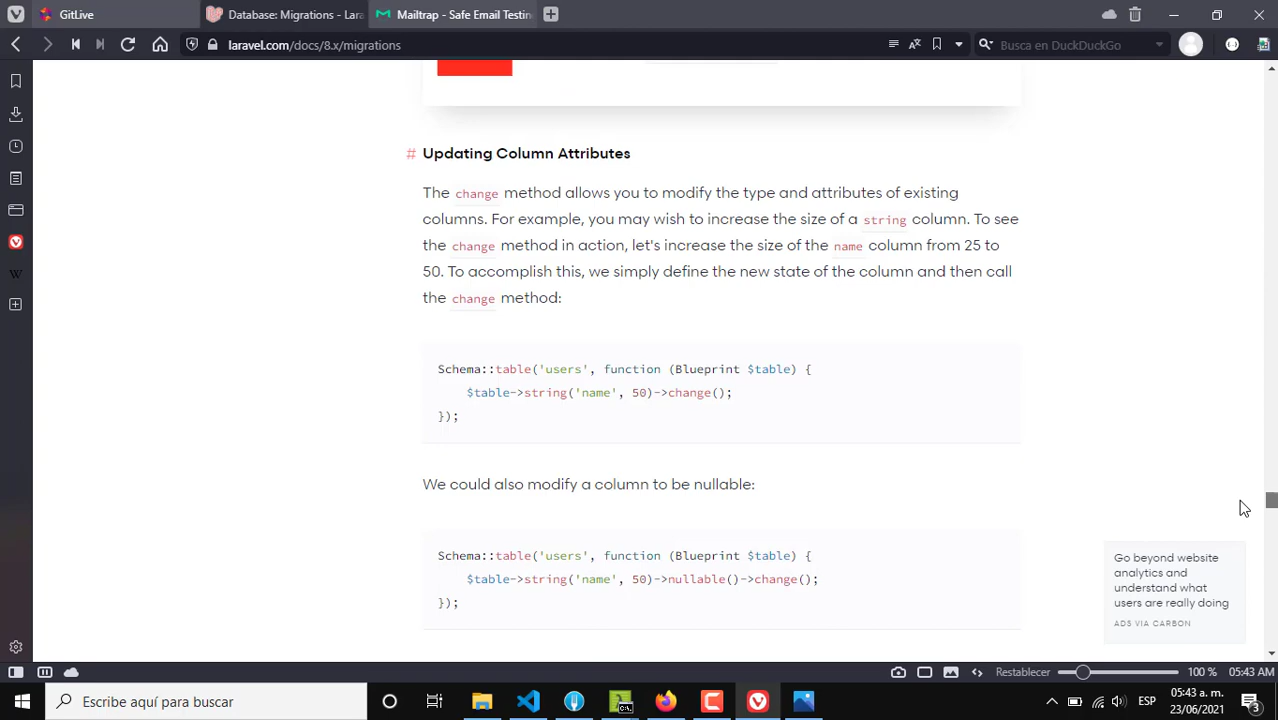 GitLive
Database: Migrations - Lara
Mailtrap - Safe Email Testin
laravel.com/docs/8.x/migrations
Busca en DuckDuckGo
# Updating Column Attributes
The change method allows you to modify the type and attributes of existing
columns. For example, you may wish to increase the size of a string column. To see
the change method in action, let's increase the size of the name column from 25 to
50. To accomplish this, we simply define the new state of the column and then call
the change method:
Schema::table('users', function (Blueprint $table) {
$table->string('name', 50)->change();
});
We could also modify a column to be nullable:
Schema::table('users', function (Blueprint $table) {
$table->string('name', 50)->nullable()->change();
});
Go beyond website
analytics and
understand what
users are really doing
ADS VIA CARBON
Restablecer
100 %
05:43 AM
Escribe aquí para buscar
ESP
05:43 a. m.
23/06/2021
3